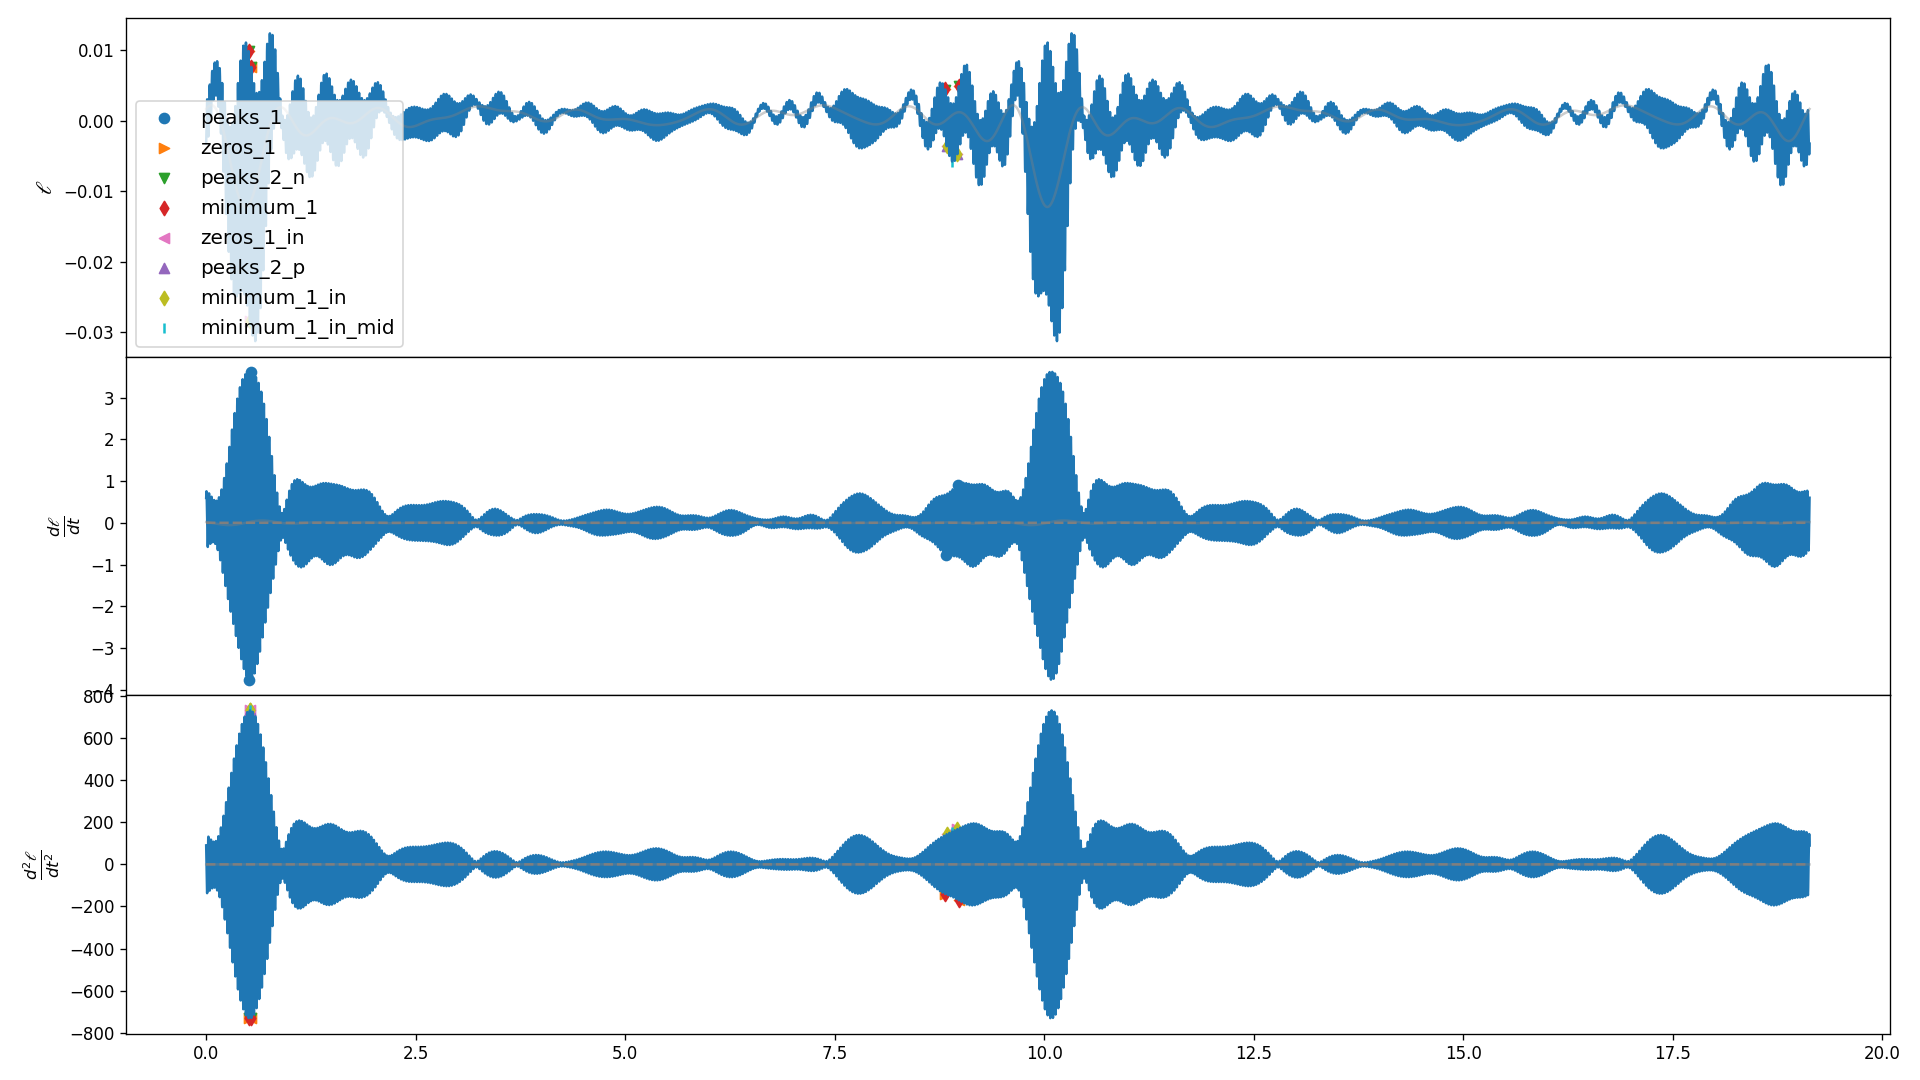 0.01
0.00
−0.01
−0.02
−0.03
ℓ
peaks_1
zeros_1
peaks_2_n
minimum_1
zeros_1_in
peaks_2_p
minimum_1_in
minimum_1_in_mid
3
2
1
0
−1
−2
−3
−4
dℓ
dt
800
600
400
200
0
−200
−400
−600
−800
d²ℓ
dt²
0.0 2.5 5.0 7.5 10.0 12.5 15.0 17.5 20.0